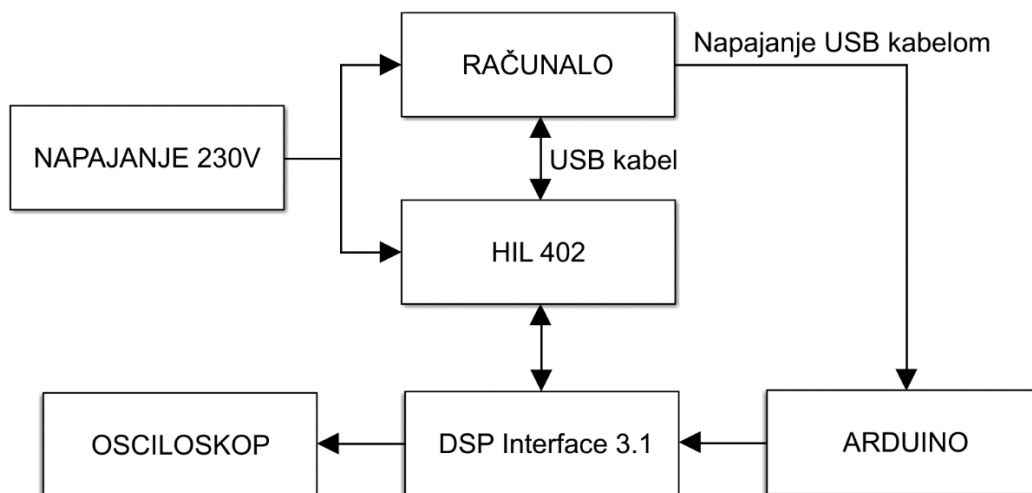 RAČUNALO
Napajanje USB kabelom
NAPAJANJE 230V
USB kabel
HIL 402
OSCILOSKOP
DSP Interface 3.1
ARDUINO